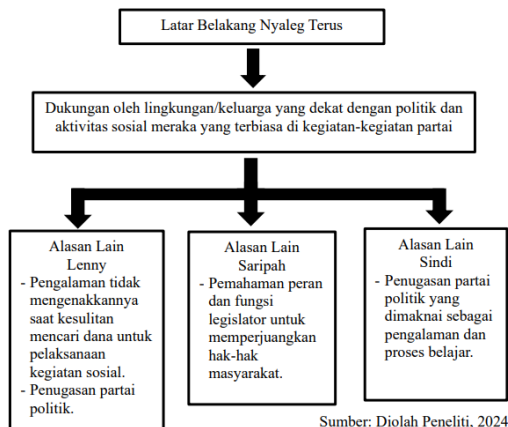 Latar Belakang Nyaleg Terus
Dukungan oleh lingkungan/keluarga yang dekat dengan politik dan
aktivitas sosial meraka yang terbiasa di kegiatan-kegiatan partai
Alasan Lain
Lenny
- Pengalaman tidak
mengenakkannya
saat kesulitan
mencari dana untuk
pelaksanaan
kegiatan sosial.
- Penugasan partai
politik.
Alasan Lain
Saripah
- Pemahaman peran
dan fungsi
legislator untuk
memperjuangkan
hak-hak
masyarakat.
Alasan Lain
Sindi
- Penugasan partai
politik yang
dimaknai sebagai
pengalaman dan
proses belajar.
Sumber: Diolah Peneliti, 2024